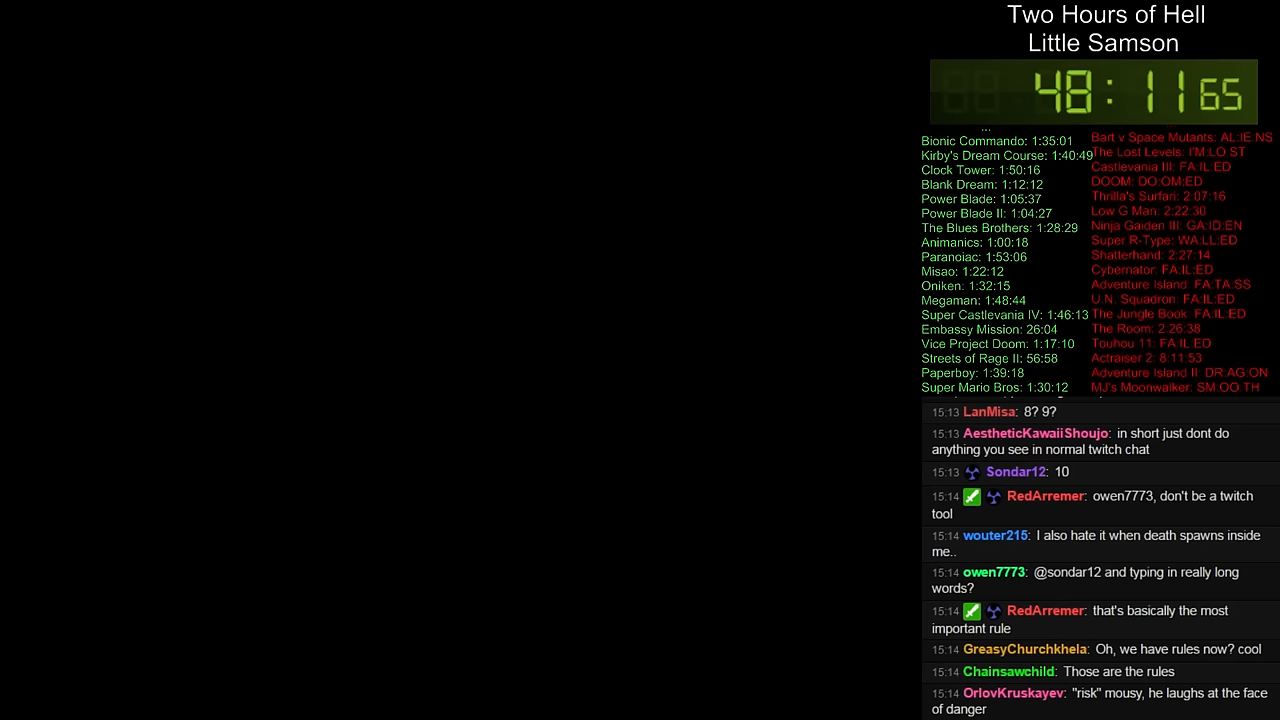 Two Hours of Hell
Little Samson
48:11 65
...
Bionic Commando: 1:35:01
Kirby's Dream Course: 1:40:49
Clock Tower: 1:50:16
Blank Dream: 1:12:12
Power Blade: 1:05:37
Power Blade II: 1:04:27
The Blues Brothers: 1:28:29
Animanics: 1:00:18
Paranoiac: 1:53:06
Misao: 1:22:12
Oniken: 1:32:15
Megaman: 1:48:44
Super Castlevania IV: 1:46:13
Embassy Mission: 26:04
Vice Project Doom: 1:17:10
Streets of Rage II: 56:58
Paperboy: 1:39:18
Super Mario Bros: 1:30:12
Bart v Space Mutants: AL:IE NS
The Lost Levels: I'M:LO ST
Castlevania III: FA:IL:ED
DOOM: DO:OM:ED
Thrilla's Surfari: 2:07:16
Low G Man: 2:22:30
Ninja Gaiden III: GA:ID:EN
Super R-Type: WA:LL:ED
Shatterhand: 2:27:14
Cybernator: FA:IL:ED
Adventure Island: FA:TA:SS
U.N. Squadron: FA:IL:ED
The Jungle Book: FA:IL:ED
The Room: 2:26:38
Touhou 11: FA:IL:ED
Actraiser 2: 8:11:53
Adventure Island II: DR:AG:ON
MJ's Moonwalker: SM:OO:TH
15:13 LanMisa: 8? 9?
15:13 AestheticKawaiiShoujo: in short just dont do
anything you see in normal twitch chat
15:13 Sondar12: 10
15:14 RedArremer: owen7773, don't be a twitch
tool
15:14 wouter215: I also hate it when death spawns inside
me..
15:14 owen7773: @sondar12 and typing in really long
words?
15:14 RedArremer: that's basically the most
important rule
15:14 GreasyChurchkhela: Oh, we have rules now? cool
15:14 Chainsawchild: Those are the rules
15:14 OrlovKruskayev: "risk" mousy, he laughs at the face
of danger